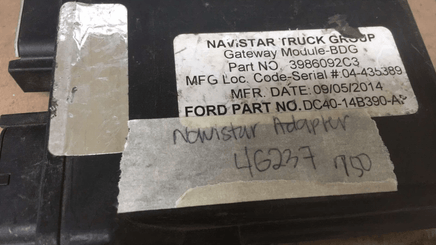 NAVISTAR TRUCK GROUP
Gateway Module-BDG
Part NO. 3986092C3
MFG Loc. Code-Serial # 04-435389
MFR. DATE: 09/05/2014
FORD PART NO. DC40-14B390-A
Navistar Adapter
4G237 750